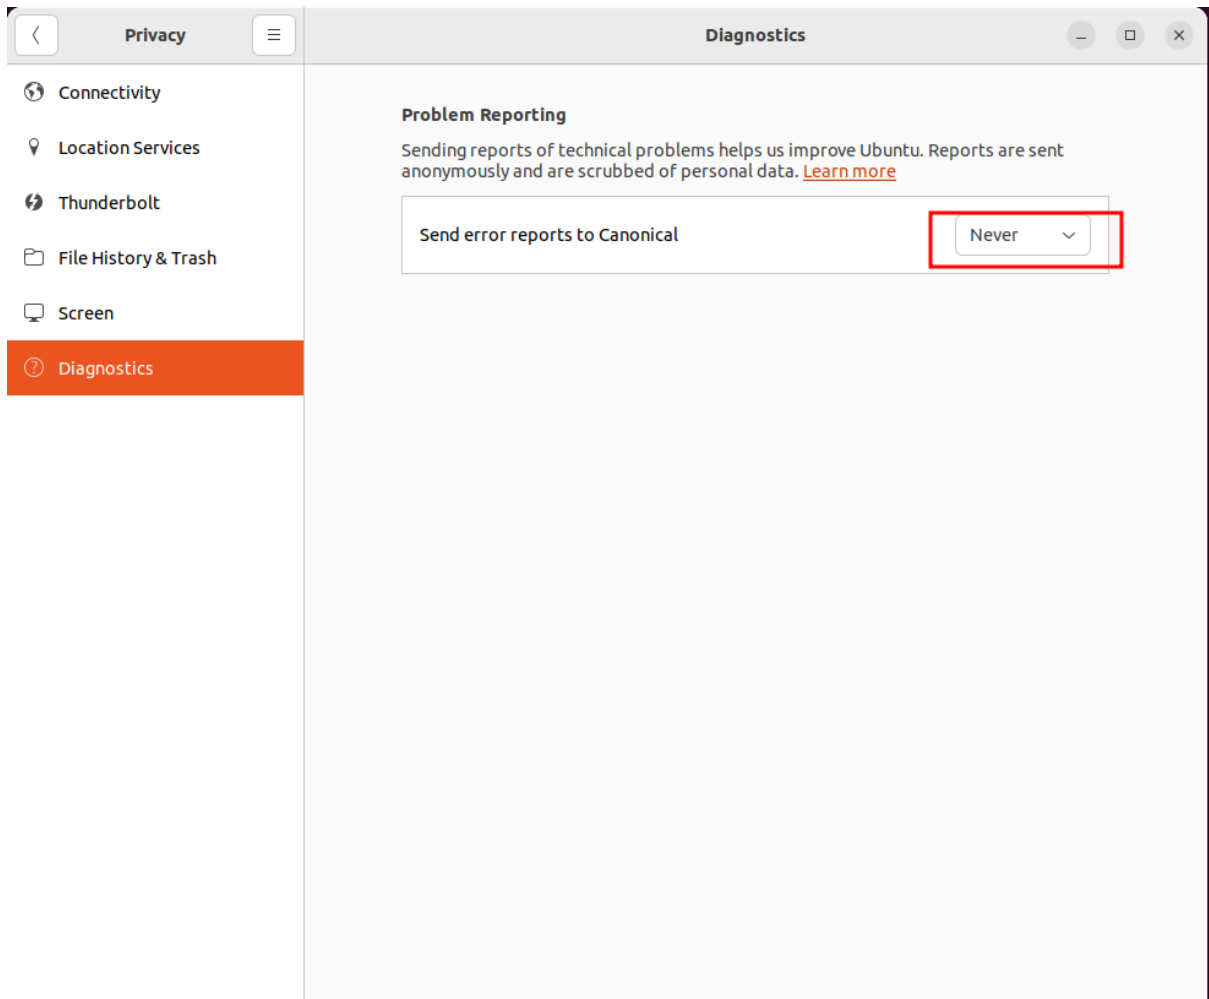 Privacy
Diagnostics
Connectivity
Location Services
Thunderbolt
File History & Trash
Screen
Diagnostics
Problem Reporting
Sending reports of technical problems helps us improve Ubuntu. Reports are sent
anonymously and are scrubbed of personal data. Learn more
Send error reports to Canonical
Never